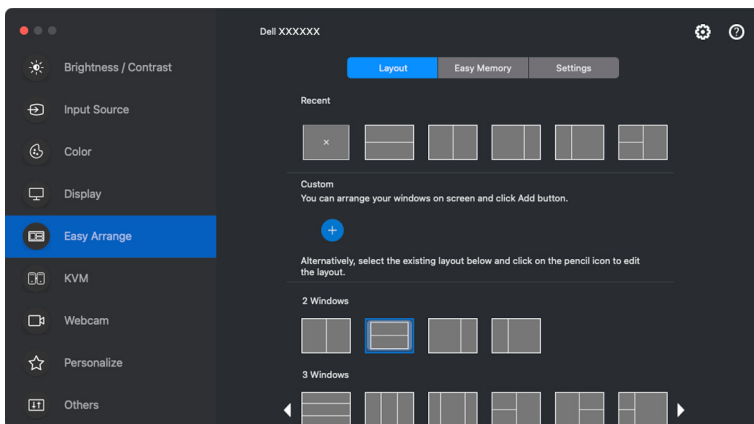 Dell XXXXXX
Brightness / Contrast
Input Source
Color
Display
Easy Arrange
KVM
Webcam
Personalize
Others
Layout
Easy Memory
Settings
Recent
Custom
You can arrange your windows on screen and click Add button.
Alternatively, select the existing layout below and click on the pencil icon to edit
the layout.
2 Windows
3 Windows